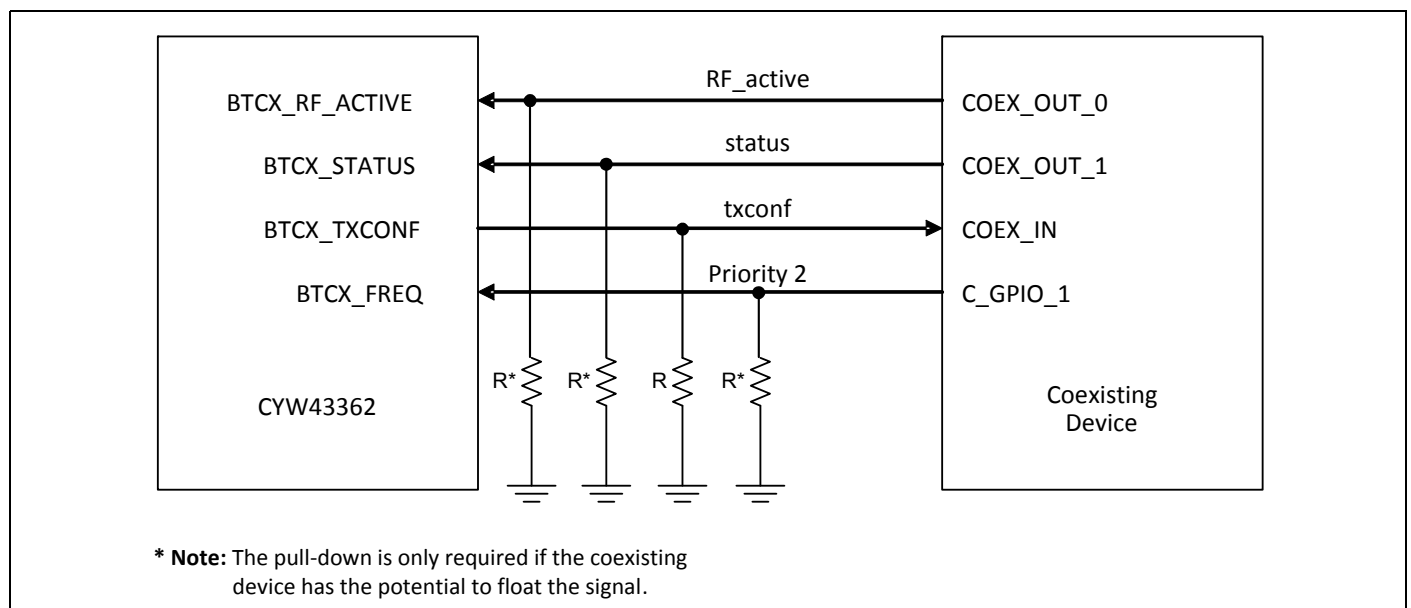 RF_active
BTCX_RF_ACTIVE
COEX_OUT_0
status
BTCX_STATUS
COEX_OUT_1
txconf
BTCX_TXCONF
COEX_IN
Priority 2
BTCX_FREQ
C_GPIO_1
R*
R*
R
R*
CYW43362
Coexisting
Device
* Note: The pull-down is only required if the coexisting
device has the potential to float the signal.